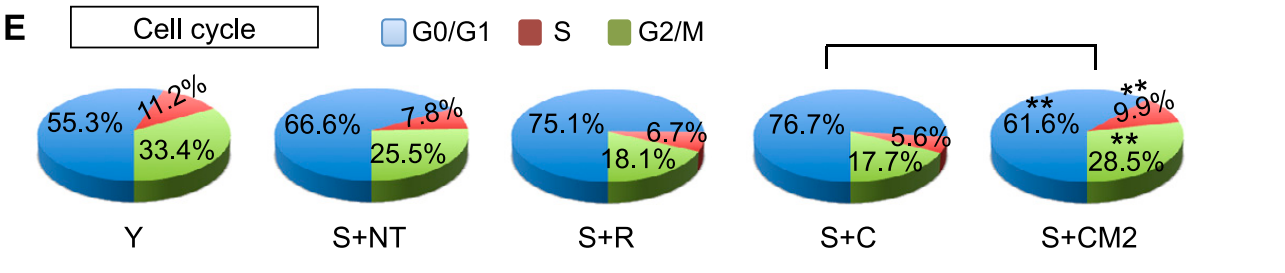 E
Cell cycle
G0/G1 S G2/M
55.3% 11.2% 33.4%
66.6% 7.8% 25.5%
75.1% 6.7% 18.1%
76.7% 5.6% 17.7%
** 61.6% ** 9.9% ** 28.5%
Y S+NT S+R S+C S+CM2